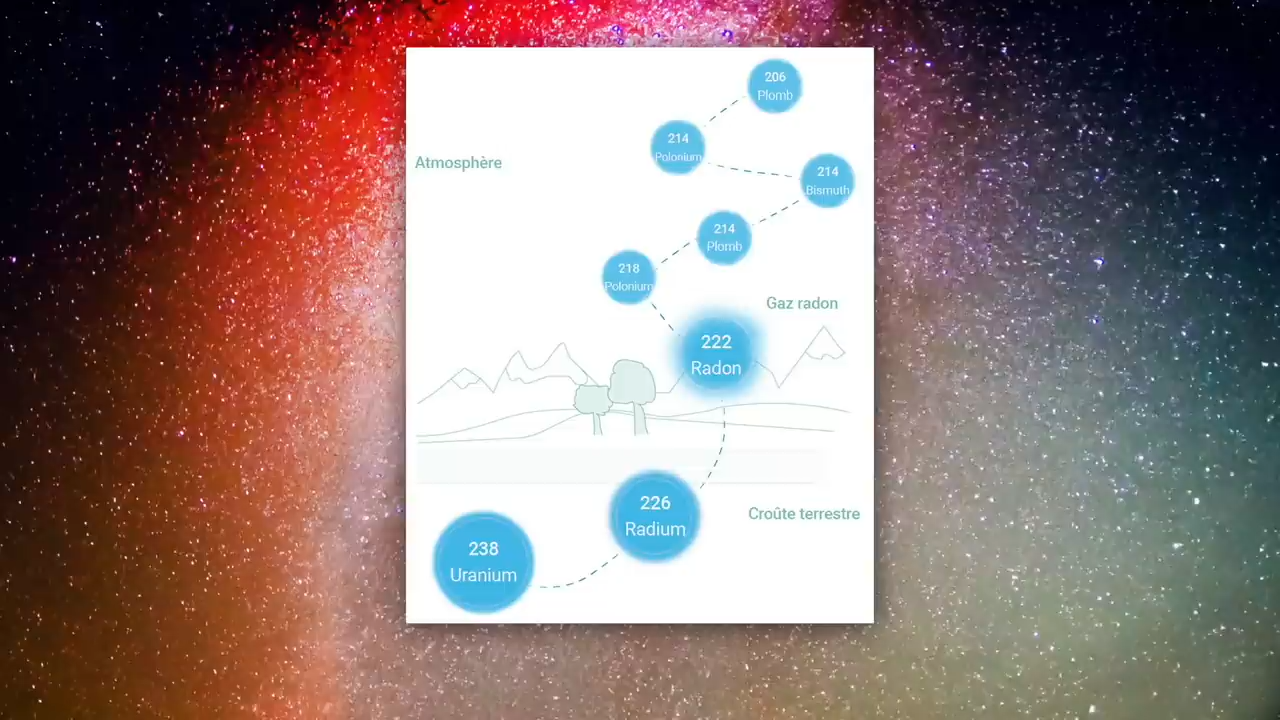 206
Plomb
214
Polonium
Atmosphère
214
Bismuth
214
Plomb
218
Polonium
Gaz radon
222
Radon
226
Radium
Croûte terrestre
238
Uranium